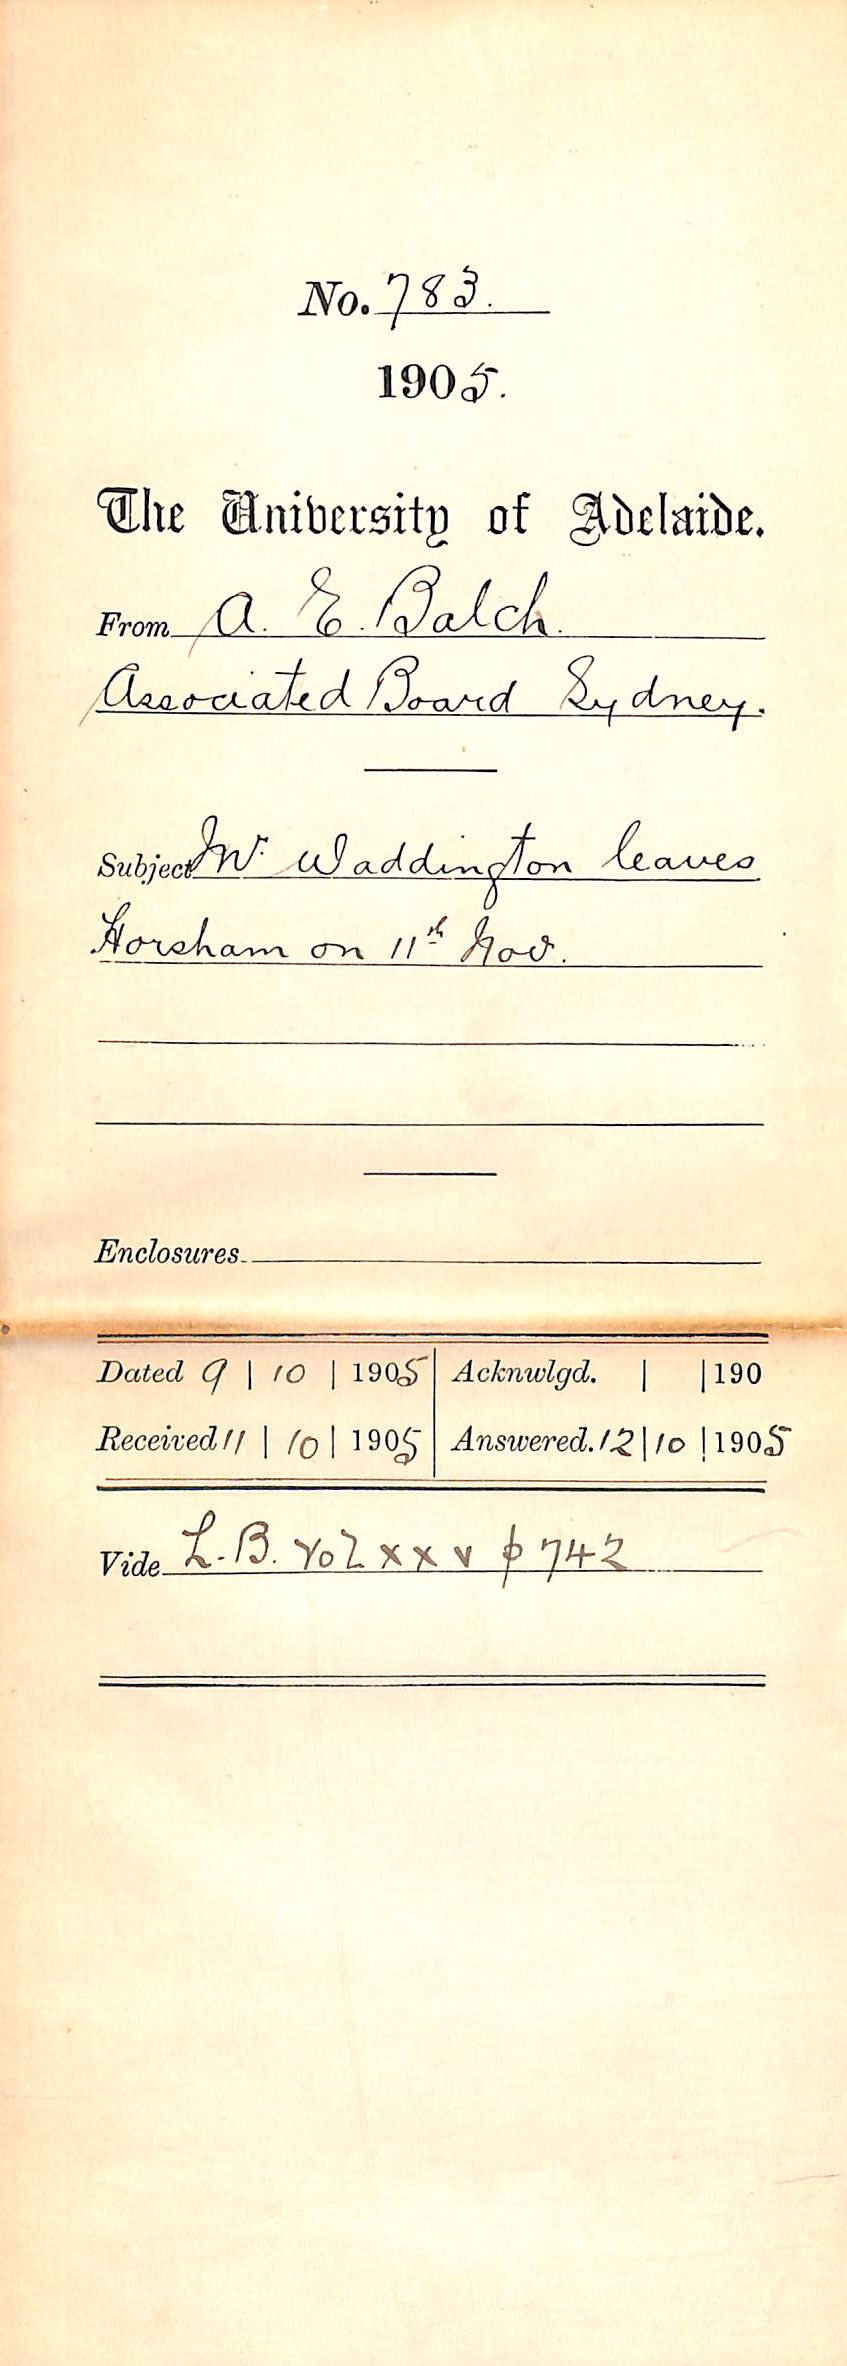 No. 783.
1905.
The University of Adelaide.
From A. E. Balch.
Associated Board Sydney.
Subject Mr. Waddington leaves
Horsham on 11th Nov.
Enclosures
Dated 9 | 10 | 1905 Acknwlgd. | | 190
Received 11 | 10 | 1905 Answered. 12 | 10 | 1905
Vide L.B. Vol xxv p 742